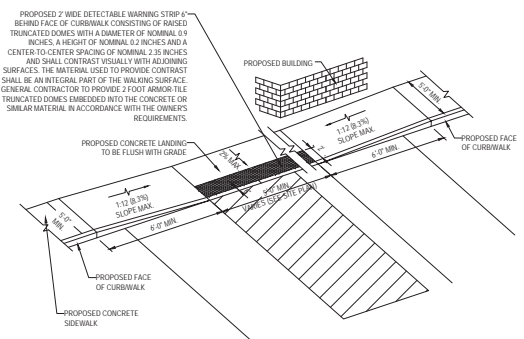 PROPOSED 2' WIDE DETECTABLE WARNING STRIP 6"
BEHIND FACE OF CURB/WALK CONSISTING OF RAISED
TRUNCATED DOMES WITH A DIAMETER OF NOMINAL 0.9
INCHES, A HEIGHT OF NOMINAL 0.2 INCHES AND A
CENTER-TO-CENTER SPACING OF NOMINAL 2.35 INCHES
AND SHALL CONTRAST VISUALLY WITH ADJOINING
SURFACES. THE MATERIAL USED TO PROVIDE CONTRAST
SHALL BE AN INTEGRAL PART OF THE WALKING SURFACE.
GENERAL CONTRACTOR TO PROVIDE 2 FOOT ARMOR-TILE
TRUNCATED DOMES EMBEDDED INTO THE CONCRETE OR
SIMILAR MATERIAL IN ACCORDANCE WITH THE OWNER'S
REQUIREMENTS.
PROPOSED BUILDING
5'-0"
MIN.
1:12 (8.3%)
SLOPE MAX.
PROPOSED FACE
OF CURB/WALK
6'-0" MIN.
PROPOSED CONCRETE LANDING
TO BE FLUSH WITH GRADE
2% MAX.
2'
5'-0" MIN.
VARIES (SEE SITE PLAN)
1:12 (8.3%)
SLOPE MAX.
5'-0"
MIN.
6'-0" MIN.
PROPOSED FACE
OF CURB/WALK
PROPOSED CONCRETE
SIDEWALK